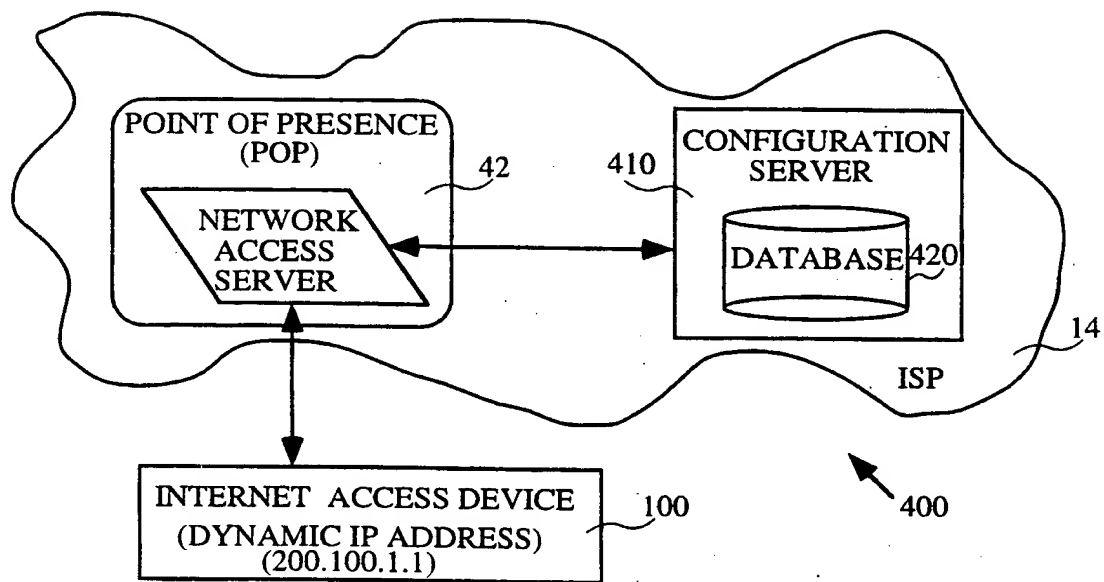 POINT OF PRESENCE
(POP)
42
NETWORK
ACCESS
SERVER
CONFIGURATION
SERVER
410
DATABASE
420
14
ISP
INTERNET ACCESS DEVICE
(DYNAMIC IP ADDRESS)
(200.100.1.1)
100
400